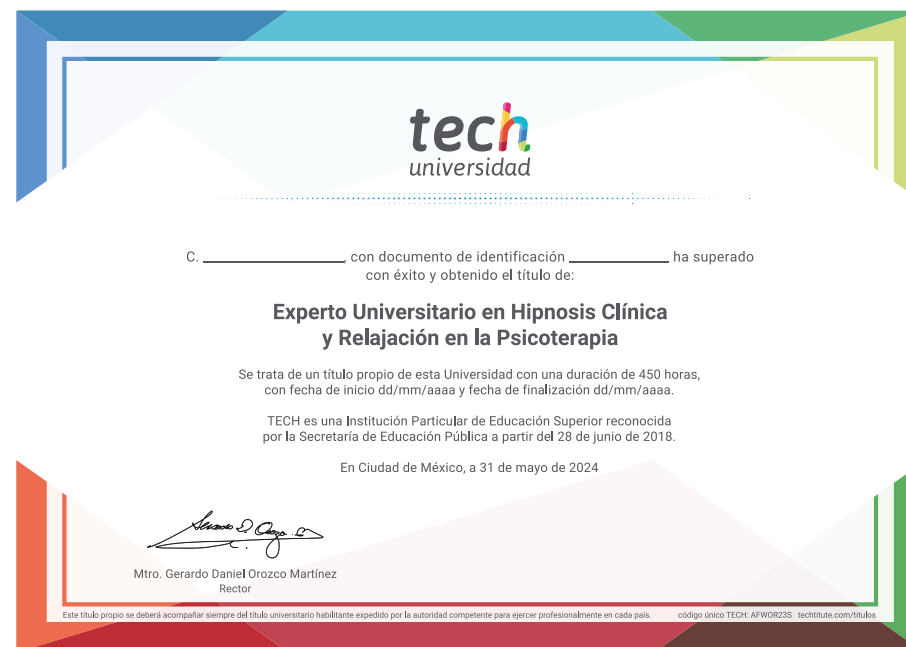 tech
universidad
C. ____________________, con documento de identificación ______________ ha superado
con éxito y obtenido el título de:
Experto Universitario en Hipnosis Clínica
y Relajación en la Psicoterapia
Se trata de un título propio de esta Universidad con una duración de 450 horas,
con fecha de inicio dd/mm/aaaa y fecha de finalización dd/mm/aaaa.
TECH es una Institución Particular de Educación Superior reconocida
por la Secretaría de Educación Pública a partir del 28 de junio de 2018.
En Ciudad de México, a 31 de mayo de 2024
Mtro. Gerardo Daniel Orozco Martínez
Rector
Este título propio se deberá acompañar siempre del título universitario habilitante expedido por la autoridad competente para ejercer profesionalmente en cada país. código único TECH: AFWOR23S techtitute.com/titulos